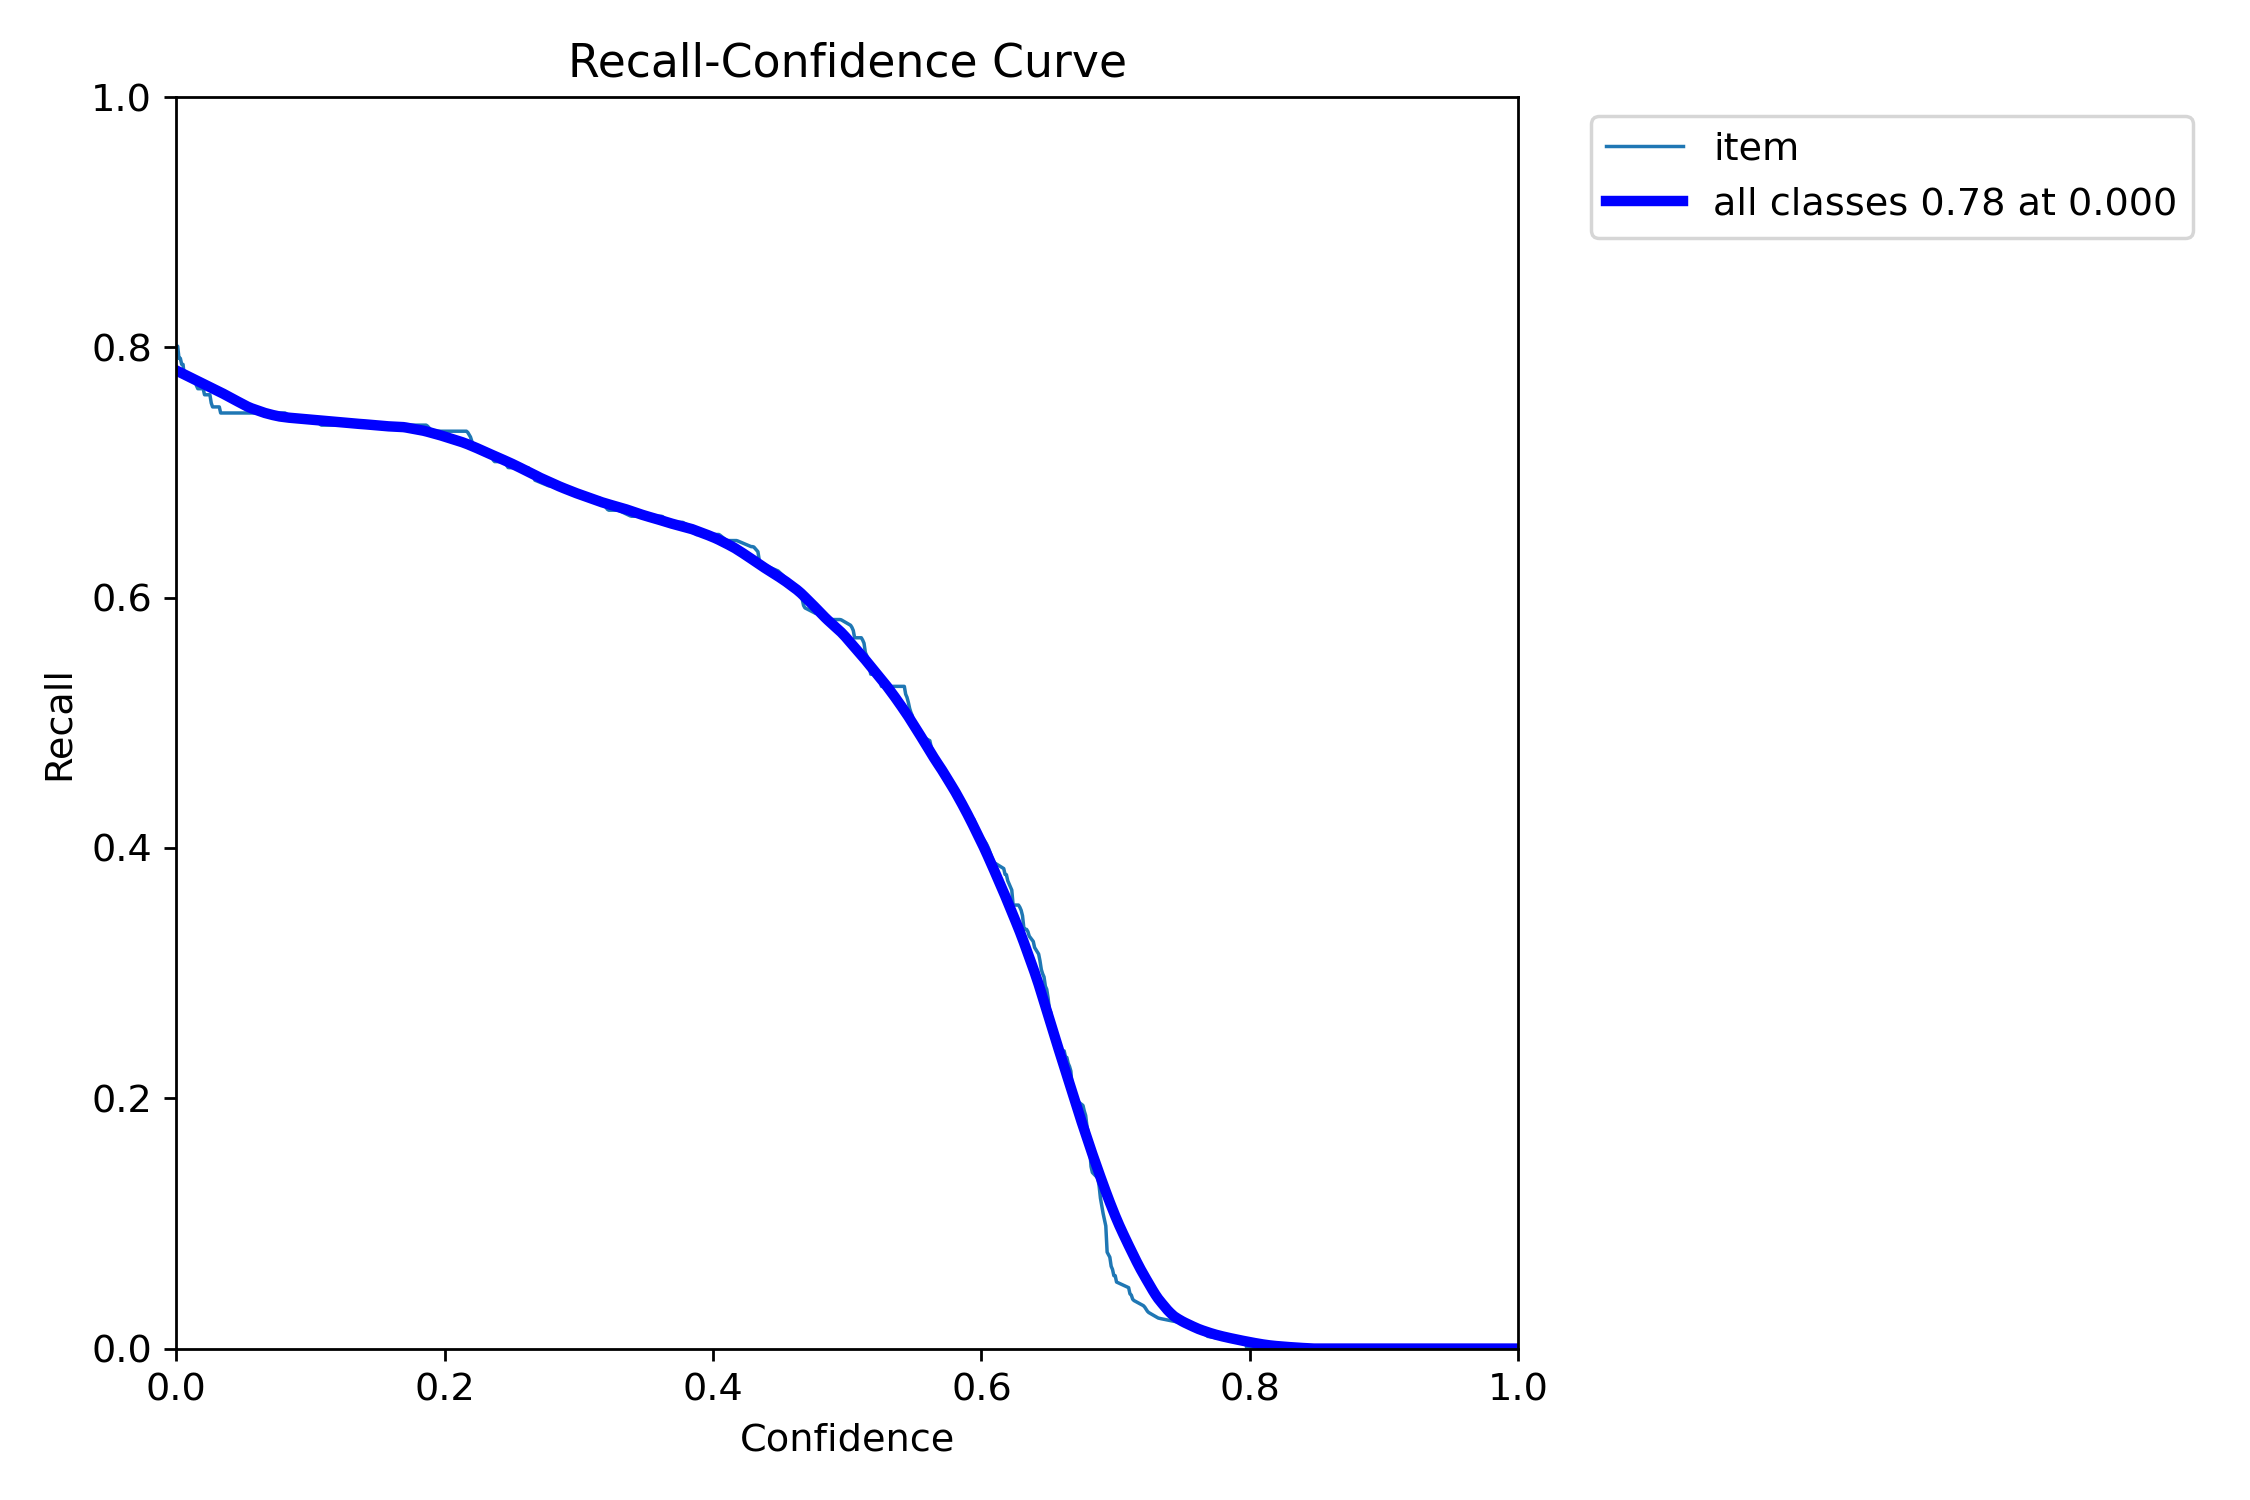 Recall-Confidence Curve
1.0
0.8
0.6
0.4
0.2
0.0
Recall
0.0 0.2 0.4 0.6 0.8 1.0
Confidence
item
all classes 0.78 at 0.000